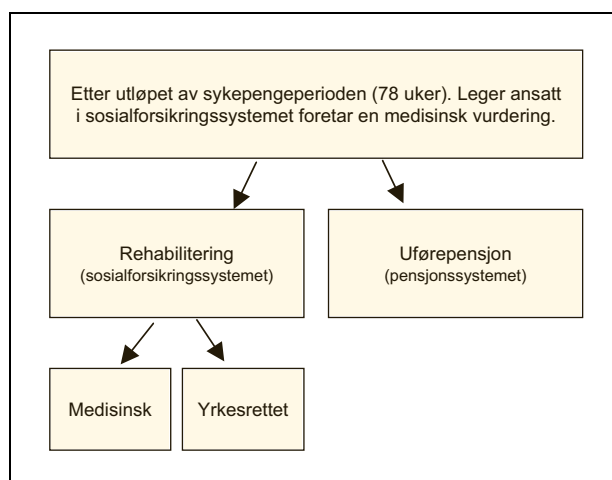 Etter utløpet av sykepengeperioden (78 uker). Leger ansatt
i sosialforsikringssystemet foretar en medisinsk vurdering.
Rehabilitering
(sosialforsikringssystemet)
Uførepensjon
(pensjonssystemet)
Medisinsk
Yrkesrettet